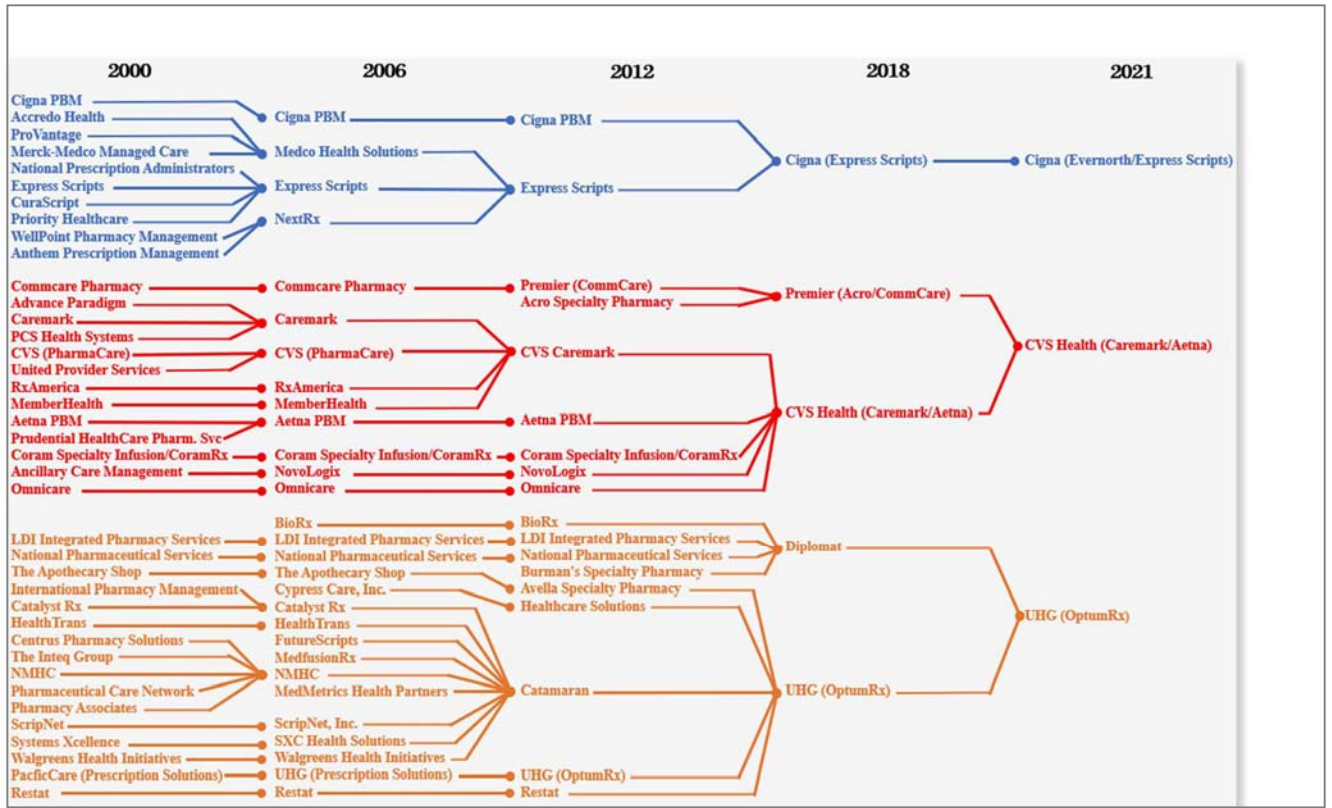 2000 2006 2012 2018 2021
Cigna PBM
Accredo Health
ProVantage
Merck-Medco Managed Care
National Prescription Administrators
Express Scripts
CuraScript
Priority Healthcare
WellPoint Pharmacy Management
Anthem Prescription Management
Cigna PBM
Medco Health Solutions
Express Scripts
NextRx
Cigna PBM
Express Scripts
Cigna (Express Scripts)
Cigna (Evernorth/Express Scripts)
Commcare Pharmacy
Advance Paradigm
Caremark
PCS Health Systems
CVS (PharmaCare)
United Provider Services
RxAmerica
MemberHealth
Aetna PBM
Prudential HealthCare Pharm. Svc
Coram Specialty Infusion/CoramRx
Ancillary Care Management
Omnicare
Commcare Pharmacy
Caremark
CVS (PharmaCare)
RxAmerica
MemberHealth
Aetna PBM
Coram Specialty Infusion/CoramRx
NovoLogix
Omnicare
Premier (CommCare)
Acro Specialty Pharmacy
CVS Caremark
Aetna PBM
Coram Specialty Infusion/CoramRx
NovoLogix
Omnicare
Premier (Acro/CommCare)
CVS Health (Caremark/Aetna)
CVS Health (Caremark/Aetna)
LDI Integrated Pharmacy Services
National Pharmaceutical Services
The Apothecary Shop
International Pharmacy Management
Catalyst Rx
HealthTrans
Centrus Pharmacy Solutions
The Inteq Group
NMHC
Pharmaceutical Care Network
Pharmacy Associates
ScripNet
Systems Xcellence
Walgreens Health Initiatives
PacficCare (Prescription Solutions)
Restat
BioRx
LDI Integrated Pharmacy Services
National Pharmaceutical Services
The Apothecary Shop
Cypress Care, Inc.
Catalyst Rx
HealthTrans
FutureScripts
MedfusionRx
NMHC
MedMetrics Health Partners
ScripNet, Inc.
SXC Health Solutions
Walgreens Health Initiatives
UHG (Prescription Solutions)
Restat
BioRx
LDI Integrated Pharmacy Services
National Pharmaceutical Services
Burman's Specialty Pharmacy
Avella Specialty Pharmacy
Healthcare Solutions
Catamaran
UHG (OptumRx)
Restat
Diplomat
UHG (OptumRx)
UHG (OptumRx)